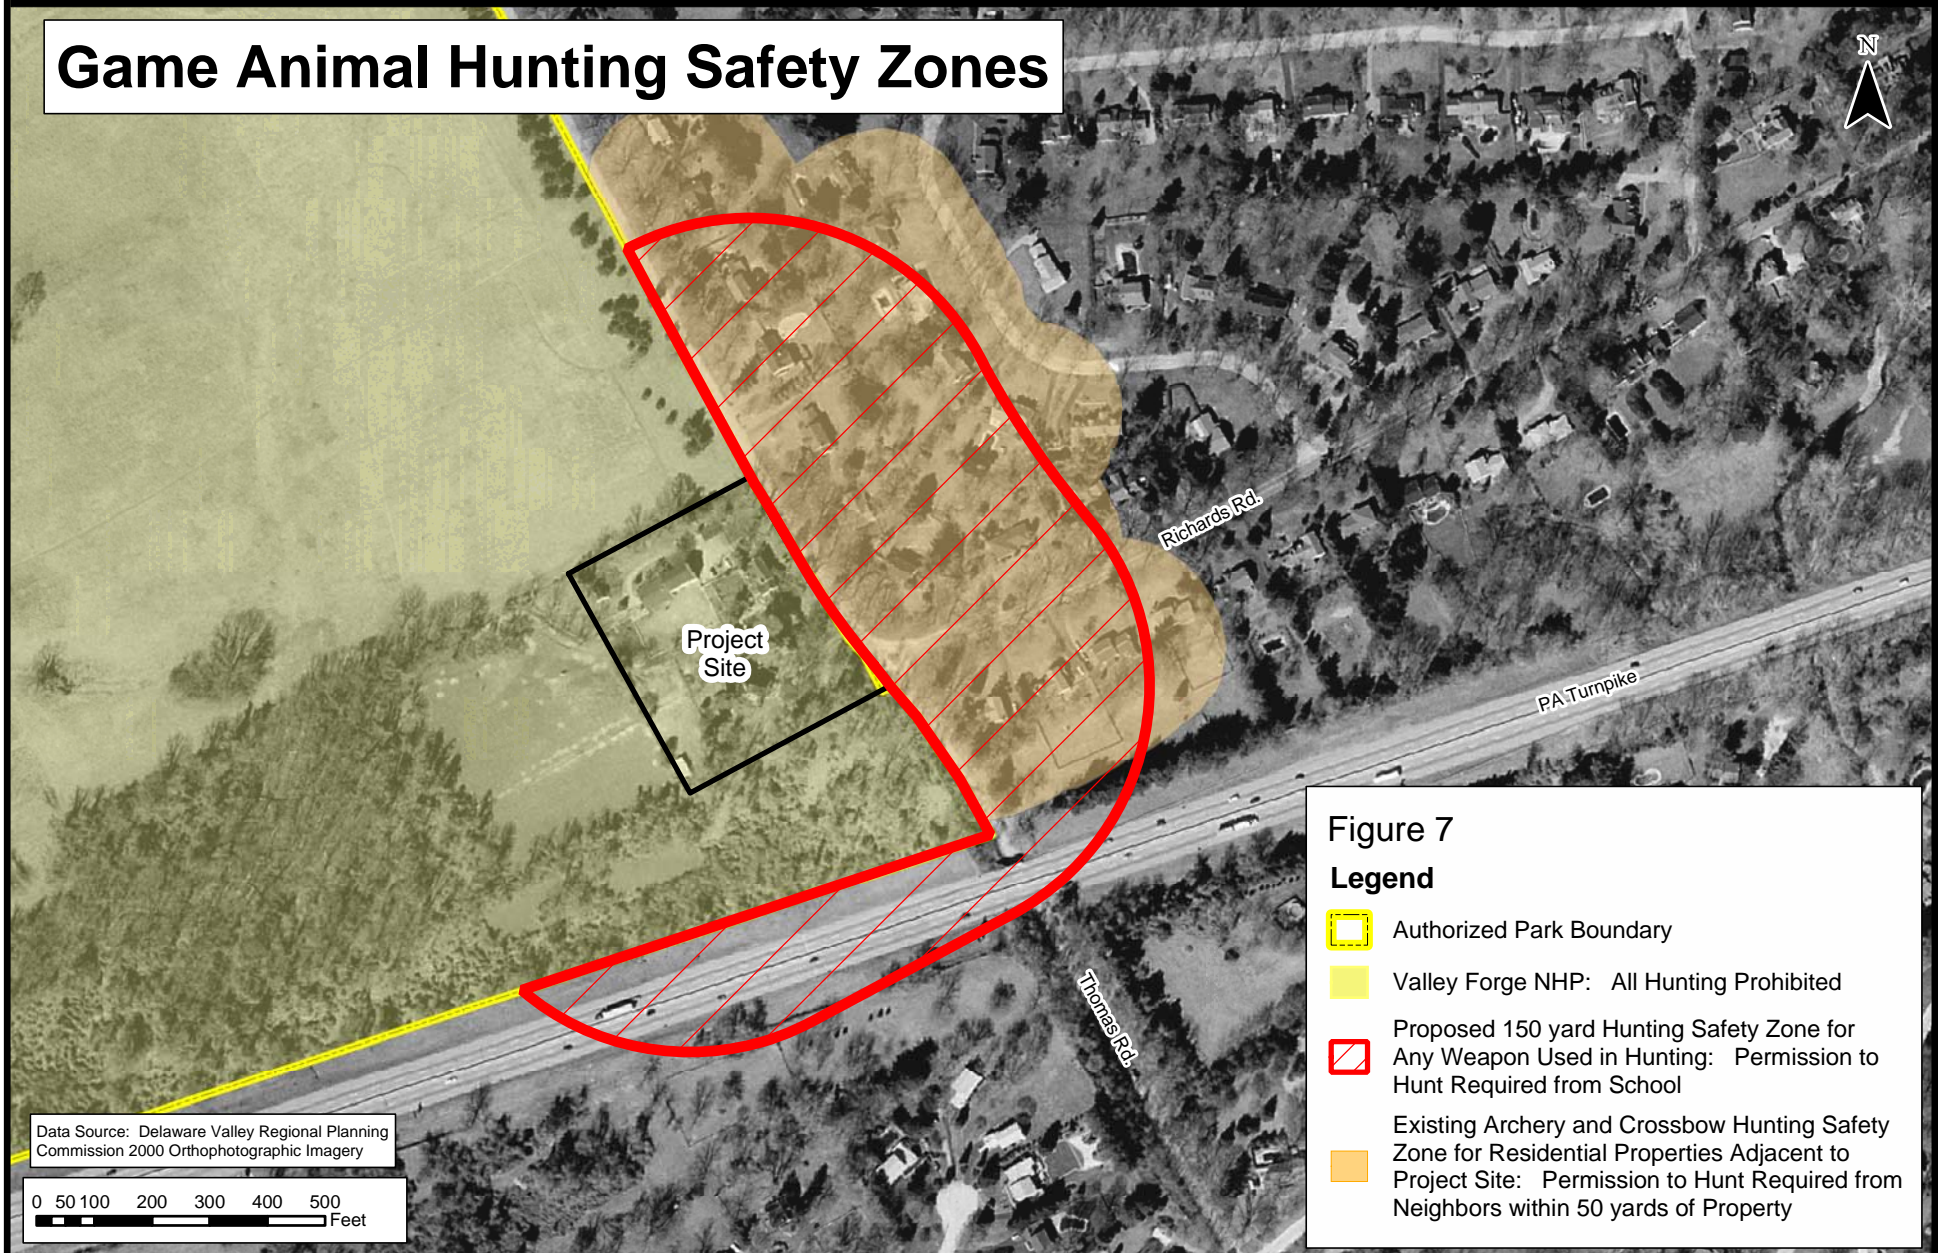 Game Animal Hunting Safety Zones
N
Richards Rd.
Project
Site
PA Turnpike
Thomas Rd.
Figure 7
Legend
Authorized Park Boundary
Valley Forge NHP: All Hunting Prohibited
Proposed 150 yard Hunting Safety Zone for
Any Weapon Used in Hunting: Permission to
Hunt Required from School
Existing Archery and Crossbow Hunting Safety
Zone for Residential Properties Adjacent to
Project Site: Permission to Hunt Required from
Neighbors within 50 yards of Property
Data Source: Delaware Valley Regional Planning
Commission 2000 Orthophotographic Imagery
0 50 100 200 300 400 500
Feet